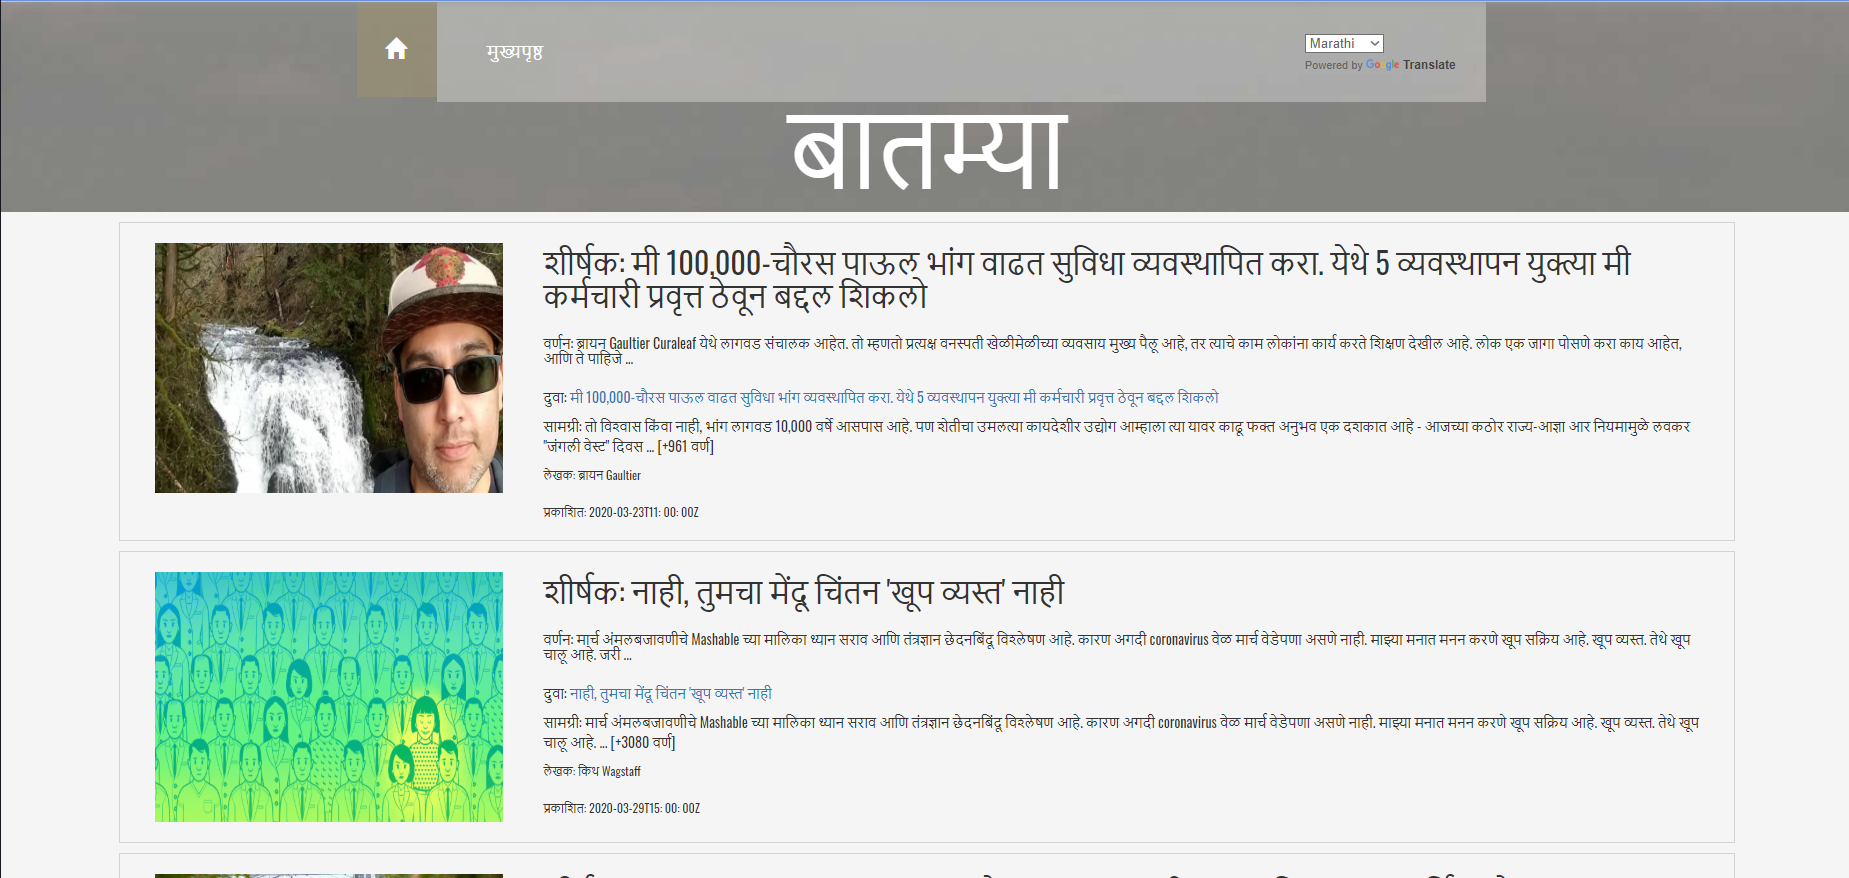 मुख्यपृष्ठ
Marathi
Powered by Google Translate
बातम्या
शीर्षक: मी 100,000-चौरस पाऊल भांग वाढत सुविधा व्यवस्थापित करा. येथे 5 व्यवस्थापन युक्त्या मी
कर्मचारी प्रवृत्त ठेवून बद्दल शिकलो
वर्णन: ब्रायन Gaultier Curaleaf येथे लागवड संचालक आहेत. तो म्हणतो प्रत्यक्ष वनस्पती खेळीमेळीच्या व्यवसाय मुख्य पैलू आहे, तर त्याचे काम लोकांना कार्य करते शिक्षण देखील आहे. लोक एक जागा पोसणे करा काय आहेत,
आणि ते पाहिजे ...
दुवा: मी 100,000-चौरस पाऊल वाढत सुविधा भांग व्यवस्थापित करा. येथे 5 व्यवस्थापन युक्त्या मी कर्मचारी प्रवृत्त ठेवून बद्दल शिकलो
सामग्री: तो विश्वास किंवा नाही, भांग लागवड 10,000 वर्षे आसपास आहे. पण शेतीचा उमलत्या कायदेशीर उद्योग आम्हाला त्या यावर काढू फक्त अनुभव एक दशकात आहे - आजच्या कठोर राज्य-आज्ञा आर नियमामुळे लवकर
"जंगली वेस्ट" दिवस ... [+961 वर्ण]
लेखक: ब्रायन Gaultier
प्रकाशित: 2020-03-23T11: 00: 00Z
शीर्षक: नाही, तुमचा मेंदू चिंतन 'खूप व्यस्त' नाही
वर्णन: मार्च अंमलबजावणीचे Mashable च्या मालिका ध्यान सराव आणि तंत्रज्ञान छेदनबिंदू विश्लेषण आहे. कारण अगदी coronavirus वेळ मार्च वेडेपणा असणे नाही. माझ्या मनात मनन करणे खूप सक्रिय आहे. खूप व्यस्त. तेथे खूप
चालू आहे. जरी ...
दुवा: नाही, तुमचा मेंदू चिंतन 'खूप व्यस्त' नाही
सामग्री: मार्च अंमलबजावणीचे Mashable च्या मालिका ध्यान सराव आणि तंत्रज्ञान छेदनबिंदू विश्लेषण आहे. कारण अगदी coronavirus वेळ मार्च वेडेपणा असणे नाही. माझ्या मनात मनन करणे खूप सक्रिय आहे. खूप व्यस्त. तेथे खूप
चालू आहे. ... [+3080 वर्ण]
लेखक: किथ Wagstaff
प्रकाशित: 2020-03-29T15: 00: 00Z